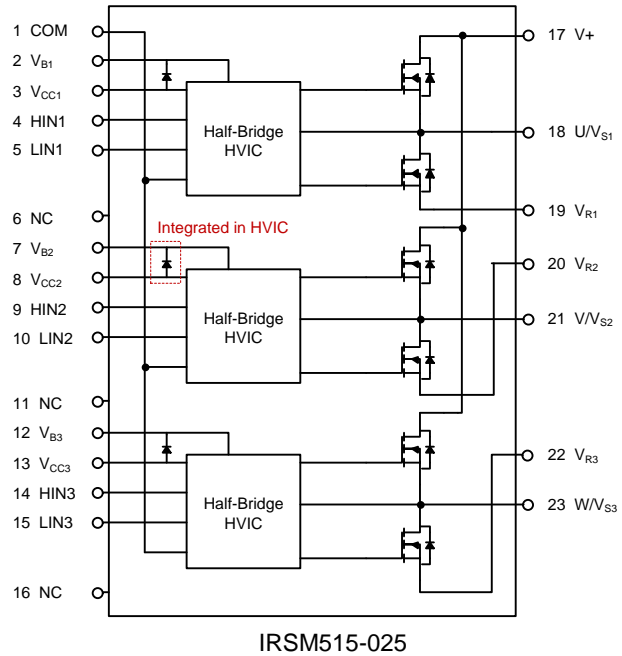 1 COM
2 VB1
3 VCC1
4 HIN1
5 LIN1
6 NC
7 VB2
8 VCC2
9 HIN2
10 LIN2
11 NC
12 VB3
13 VCC3
14 HIN3
15 LIN3
16 NC
Half-Bridge
HVIC
Integrated in HVIC
Half-Bridge
HVIC
Half-Bridge
HVIC
17 V+
18 U/VS1
19 VR1
20 VR2
21 V/VS2
22 VR3
23 W/VS3
IRSM515-025